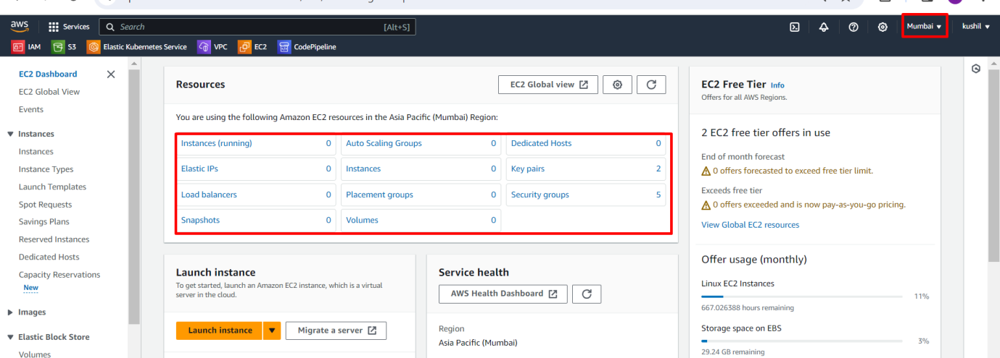 aws Services Search [Alt+S] Mumbai ▼ kushil ▼
IAM S3 Elastic Kubernetes Service VPC EC2 CodePipeline
EC2 Dashboard
EC2 Global View
Events
Instances
Instances
Instance Types
Launch Templates
Spot Requests
Savings Plans
Reserved Instances
Dedicated Hosts
Capacity Reservations
New
Images
Elastic Block Store
Volumes
Resources
EC2 Global view
You are using the following Amazon EC2 resources in the Asia Pacific (Mumbai) Region:
Instances (running) 0 Auto Scaling Groups 0 Dedicated Hosts 0
Elastic IPs 0 Instances 0 Key pairs 2
Load balancers 0 Placement groups 0 Security groups 5
Snapshots 0 Volumes 0
Launch instance
To get started, launch an Amazon EC2 instance, which is a virtual
server in the cloud.
Launch instance Migrate a server
Service health
AWS Health Dashboard
Region
Asia Pacific (Mumbai)
EC2 Free Tier Info
Offers for all AWS Regions.
2 EC2 free tier offers in use
End of month forecast
0 offers forecasted to exceed free tier limit.
Exceeds free tier
0 offers exceeded and is now pay-as-you-go pricing.
View Global EC2 resources
Offer usage (monthly)
Linux EC2 Instances
11%
667.026388 hours remaining
Storage space on EBS
3%
29.24 GB remaining